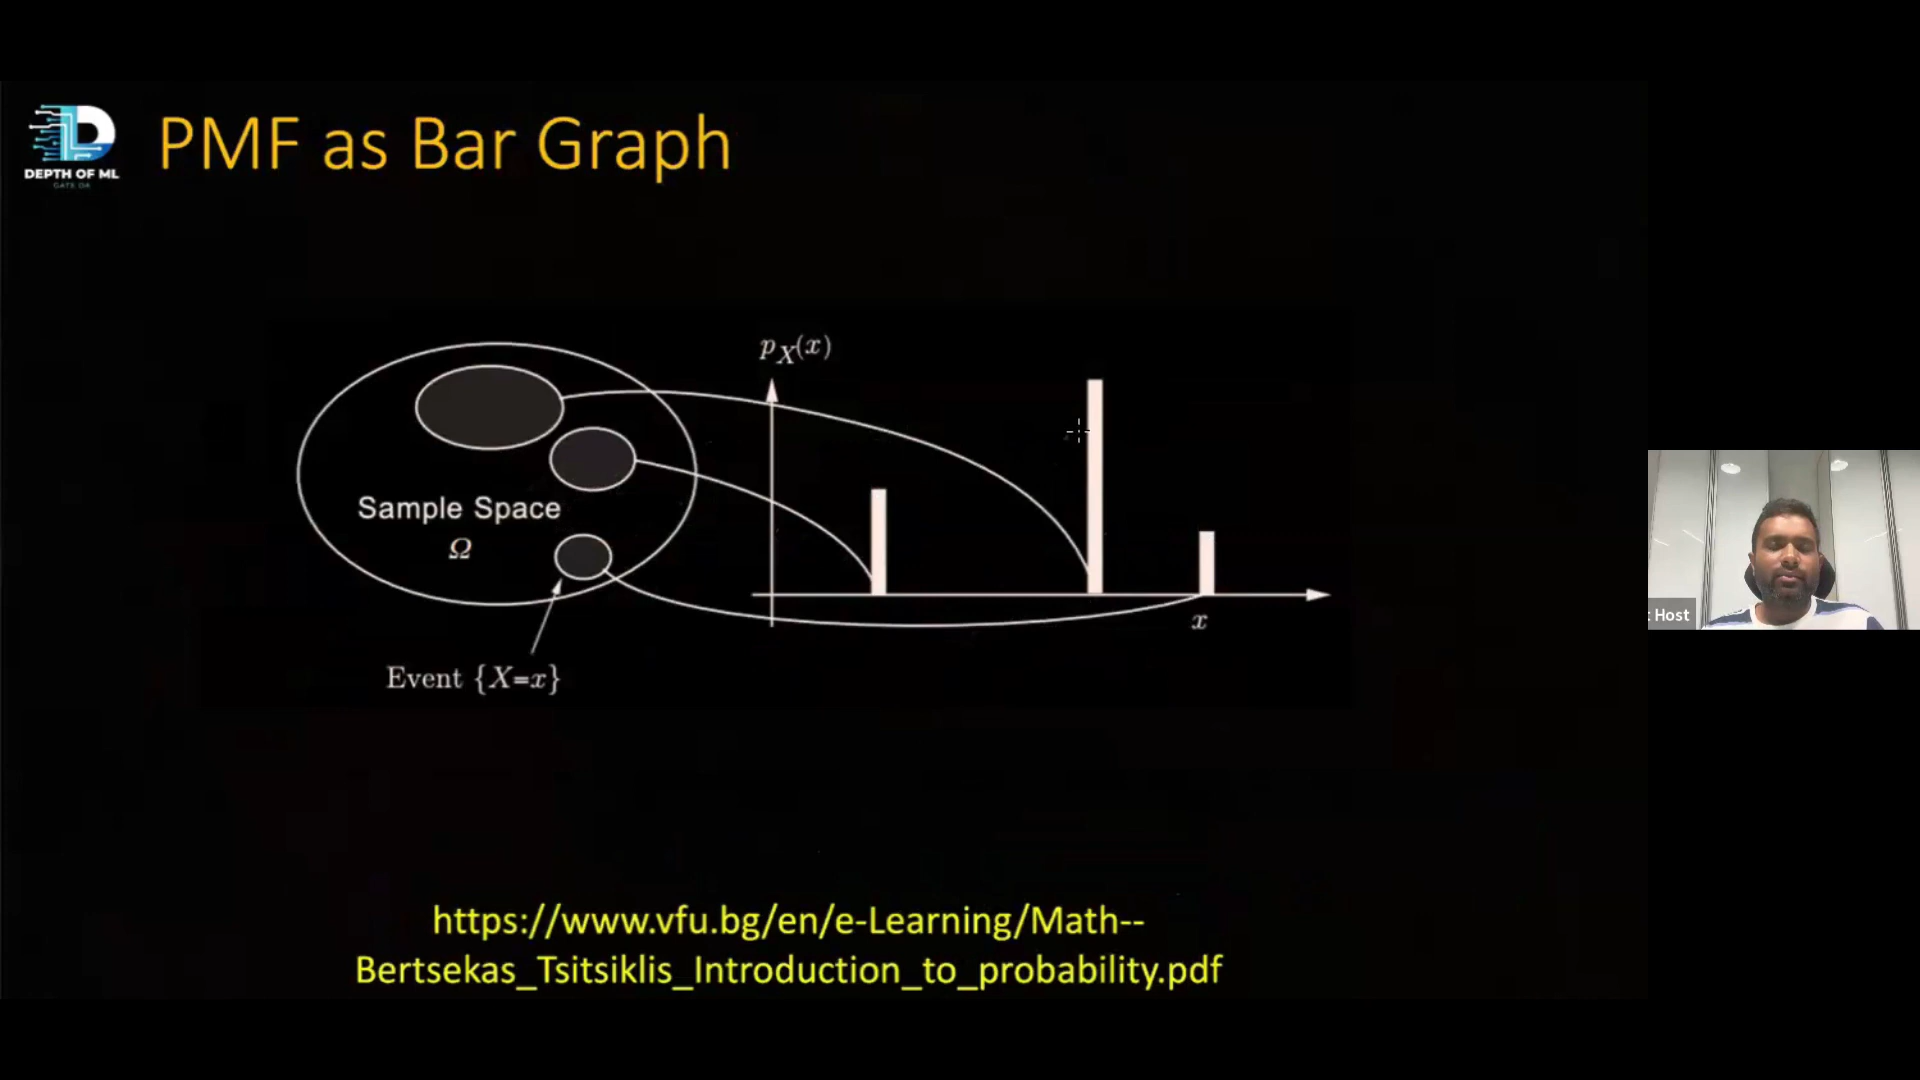 DEPTH OF ML
GATE DA
PMF as Bar Graph
p_X(x)
Sample Space
Ω
x
Event {X=x}
: Host
https://www.vfu.bg/en/e-Learning/Math--
Bertsekas_Tsitsiklis_Introduction_to_probability.pdf